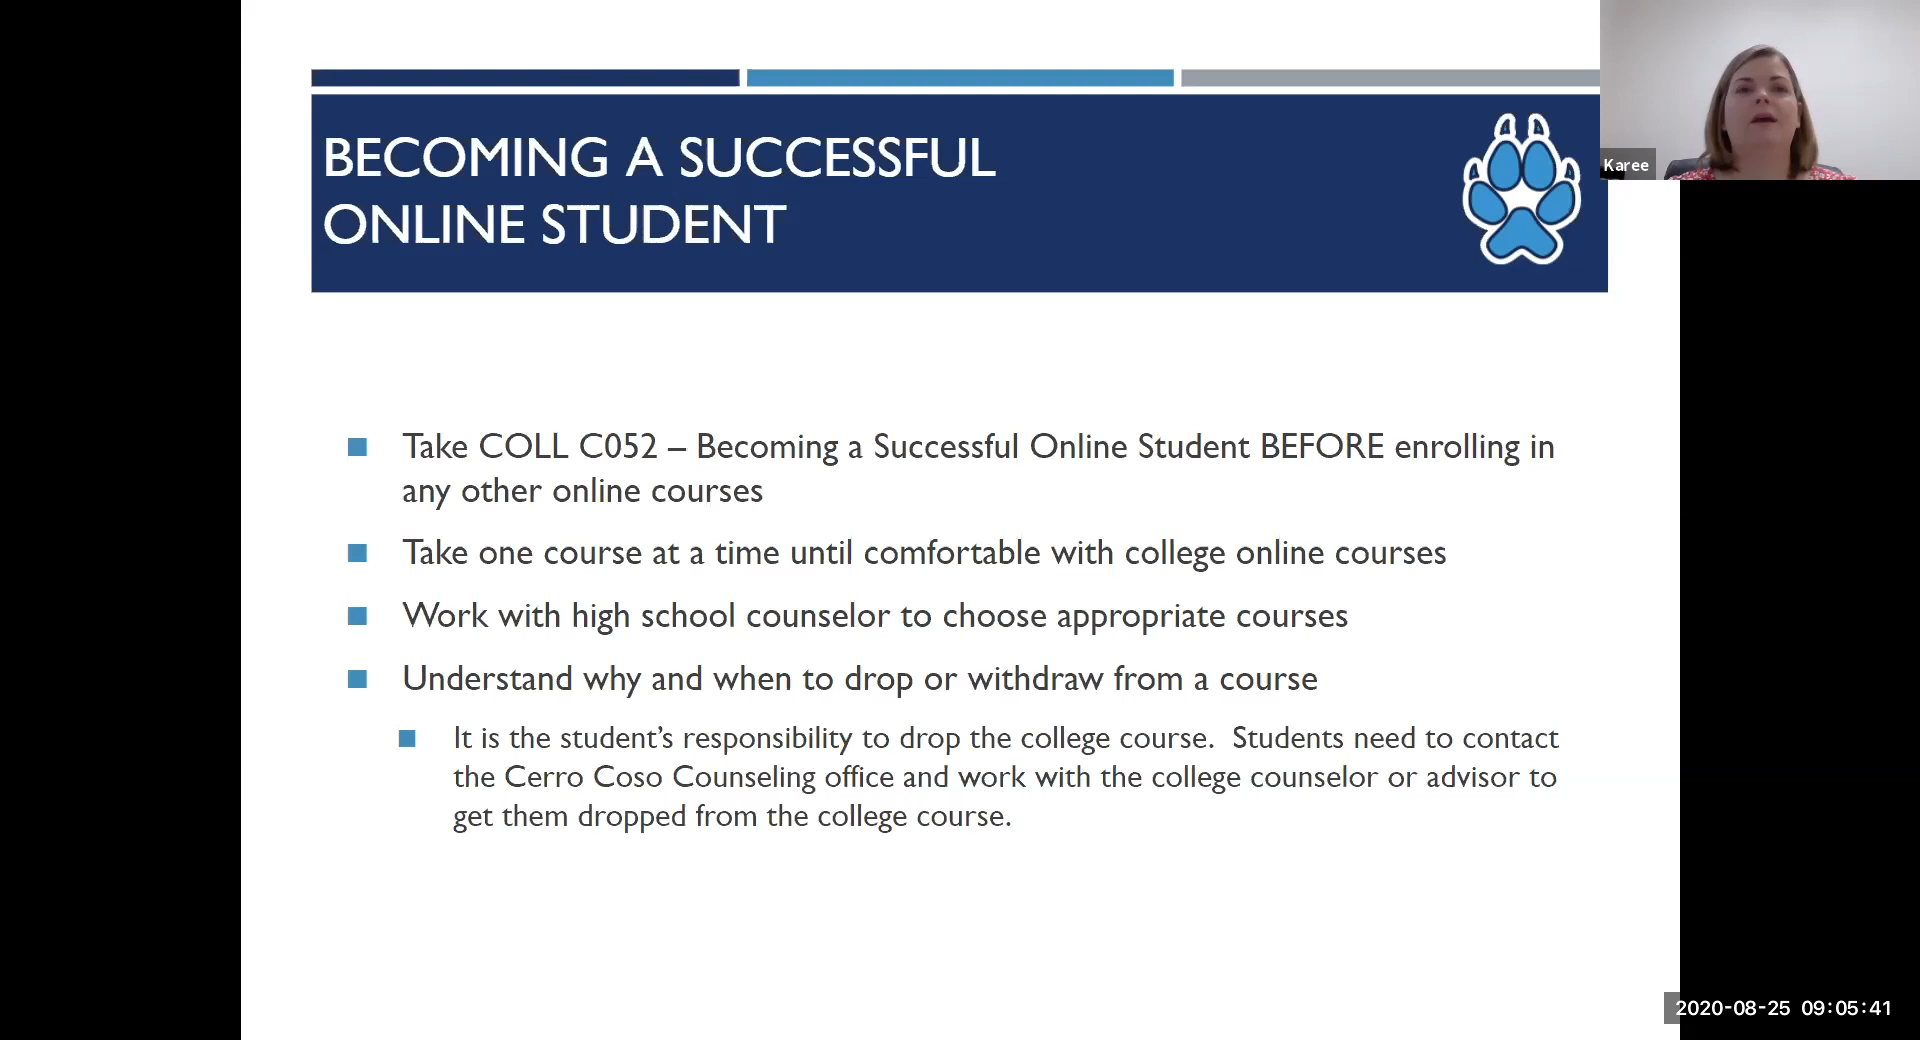 BECOMING A SUCCESSFUL
ONLINE STUDENT
Karee
Take COLL C052 – Becoming a Successful Online Student BEFORE enrolling in
any other online courses
Take one course at a time until comfortable with college online courses
Work with high school counselor to choose appropriate courses
Understand why and when to drop or withdraw from a course
It is the student’s responsibility to drop the college course.  Students need to contact
the Cerro Coso Counseling office and work with the college counselor or advisor to
get them dropped from the college course.
2020-08-25 09:05:41